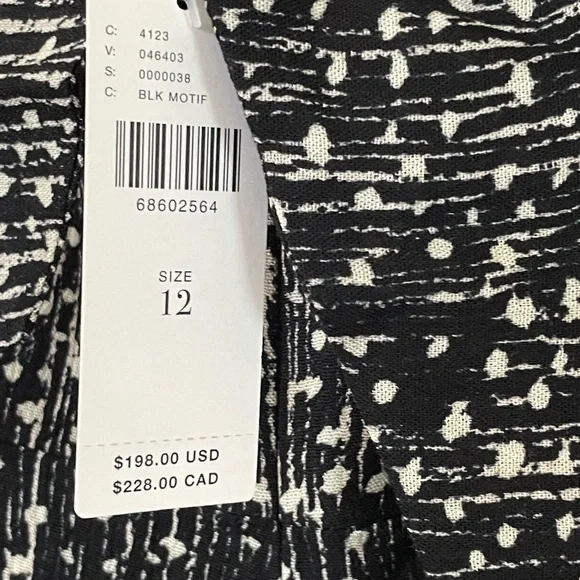 C: 4123
V: 046403
S: 0000038
C: BLK MOTIF
68602564
SIZE
12
$198.00 USD
$228.00 CAD